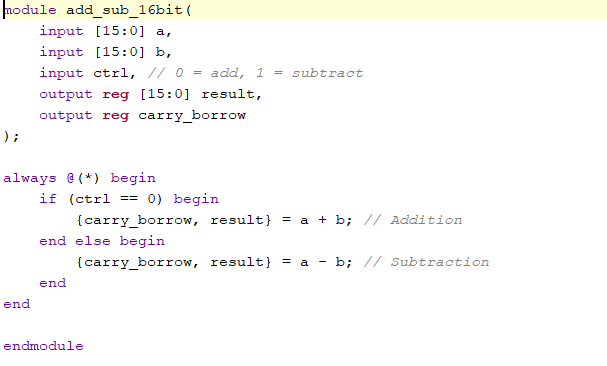 module add_sub_16bit(
    input [15:0] a,
    input [15:0] b,
    input ctrl, // 0 = add, 1 = subtract
    output reg [15:0] result,
    output reg carry_borrow
);
always @(*) begin
    if (ctrl == 0) begin
        {carry_borrow, result} = a + b; // Addition
    end else begin
        {carry_borrow, result} = a - b; // Subtraction
    end
end
endmodule